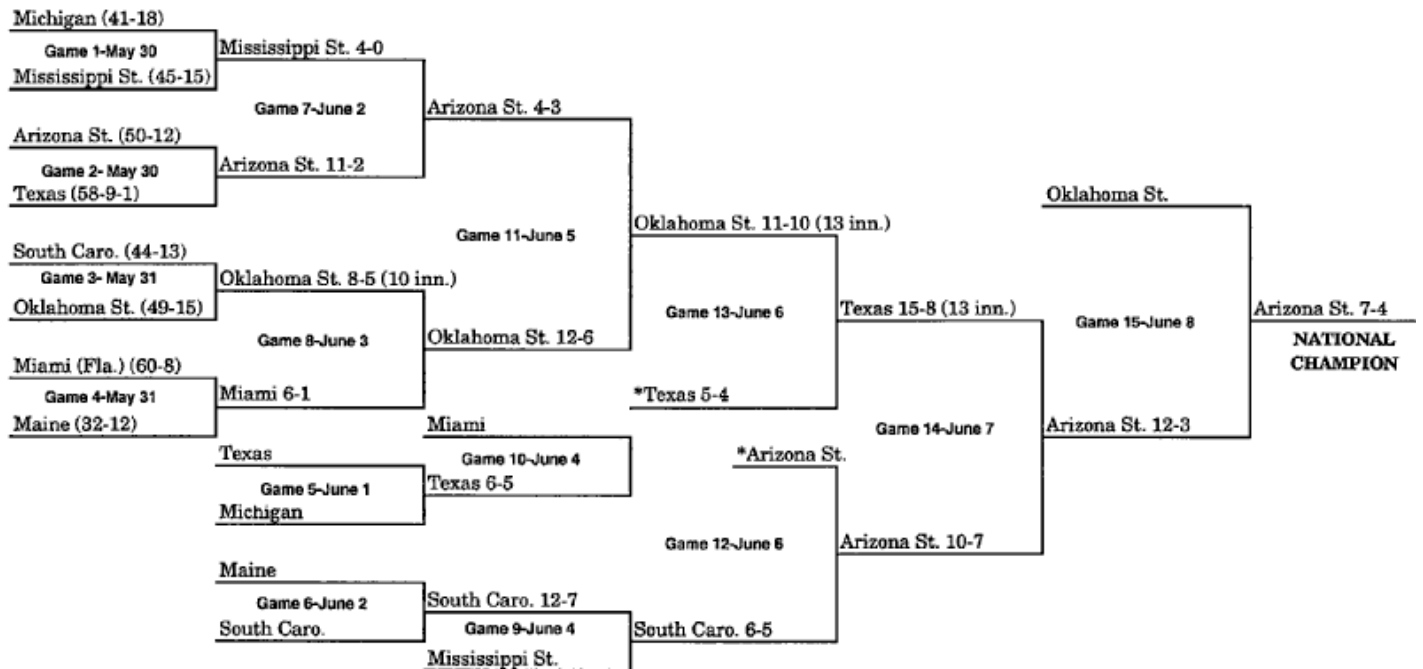 Michigan (41-18)
Game 1-May 30
Mississippi St. (45-15)
Mississippi St. 4-0
Game 7-June 2
Arizona St. (50-12)
Game 2- May 30
Texas (58-9-1)
Arizona St. 11-2
Arizona St. 4-3
Game 11-June 5
South Caro. (44-13)
Game 3- May 31
Oklahoma St. (49-15)
Oklahoma St. 8-5 (10 inn.)
Game 8-June 3
Miami (Fla.) (60-8)
Game 4-May 31
Maine (32-12)
Miami 6-1
Oklahoma St. 12-6
Oklahoma St. 11-10 (13 inn.)
Game 13-June 6
*Texas 5-4
Texas 15-8 (13 inn.)
Miami
Game 10-June 4
Texas 6-5
Texas
Game 5-June 1
Michigan
Maine
Game 6-June 2
South Caro.
South Caro. 12-7
Game 9-June 4
Mississippi St.
South Caro. 6-5
*Arizona St.
Game 12-June 6
Arizona St. 10-7
Game 14-June 7
Arizona St. 12-3
Oklahoma St.
Game 15-June 8
Arizona St. 7-4
NATIONAL
CHAMPION